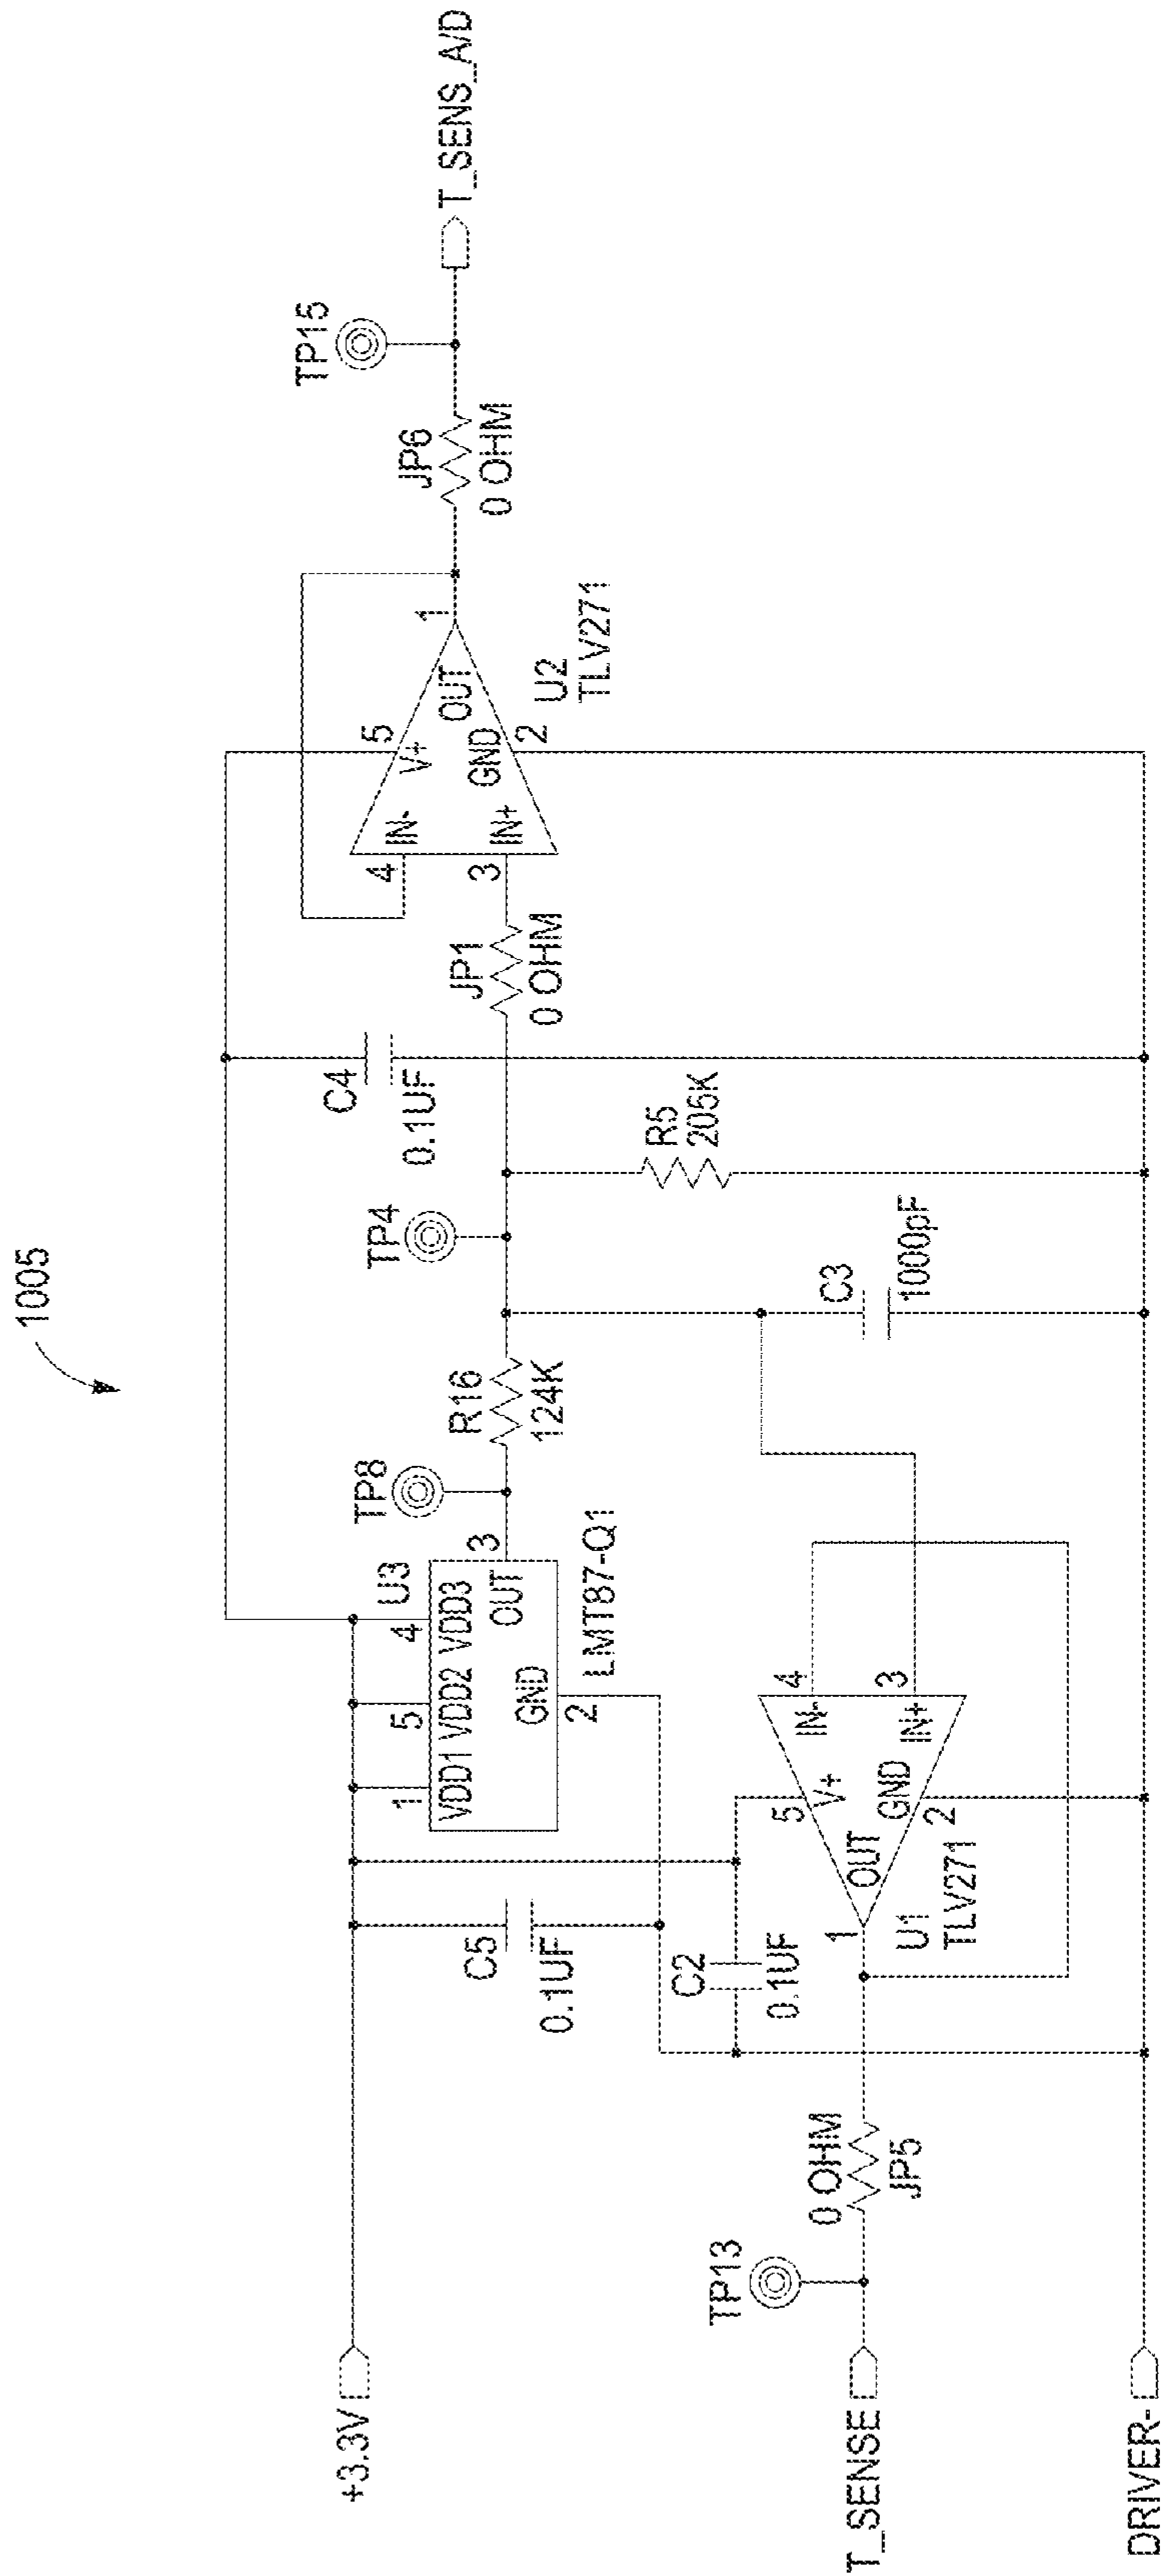 1005
+3.3V
T_SENSE
DRIVER-
TP13
0 OHM
JP5
C5
0.1UF
C2
0.1UF
1
OUT
U1
TLV271
5
V+
GND
2
IN-
4
IN+
3
1
5
4
U3
VDD1 VDD2 VDD3
OUT
3
GND
2
LMT87-Q1
TP8
R16
124K
TP4
C3
1000pF
R5
205K
C4
0.1UF
JP1
0 OHM
4
IN-
3
IN+
5
V+
GND
2
OUT
1
U2
TLV271
JP6
0 OHM
TP15
T_SENS_A/D